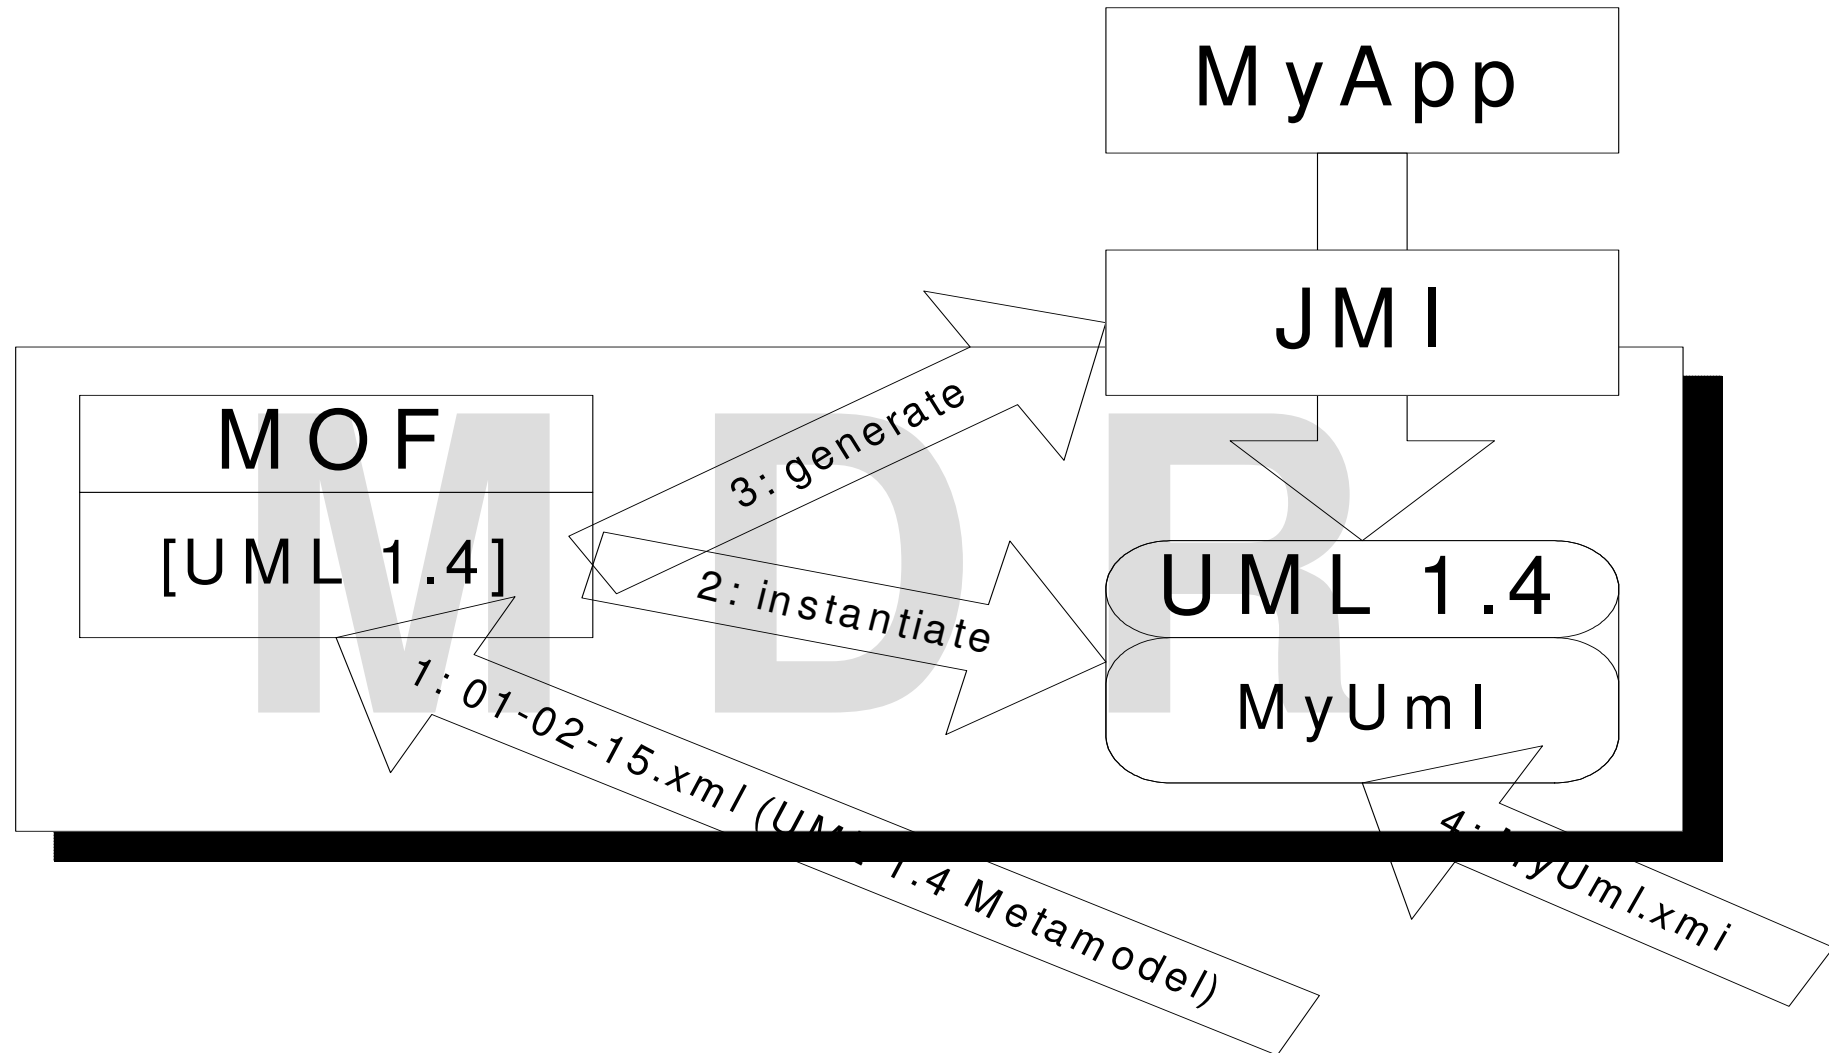 MyApp
JMI
MDR
MOF
[UML 1.4]
3: generate
2: instantiate
UML 1.4
MyUml
1: 01-02-15.xml (UML 1.4 Metamodel)
4: MyUml.xmi